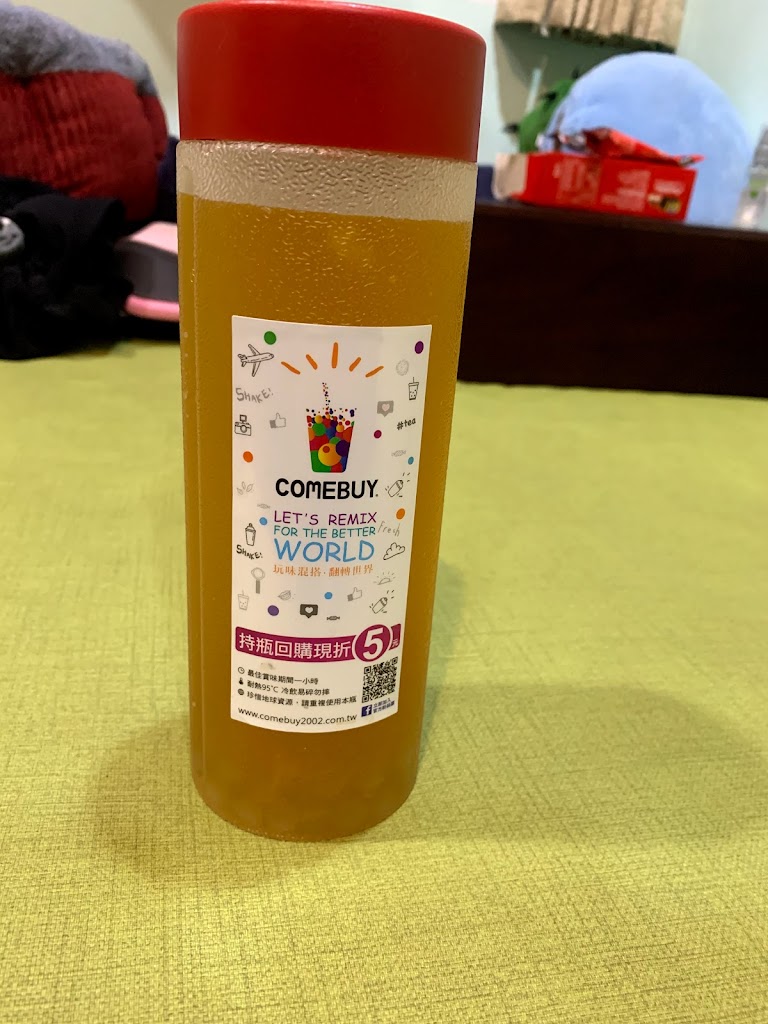 SHAKE!
#tea
COMEBUY®
LET'S REMIX
FOR THE BETTER
fresh
WORLD
SHAKE!
玩味混搭·翻轉世界
持瓶回購現折5元
最佳賞味期間一小時
耐熱95℃ 冷飲易碎勿摔
珍惜地球資源，請重複使用本瓶
www.comebuy2002.com.tw